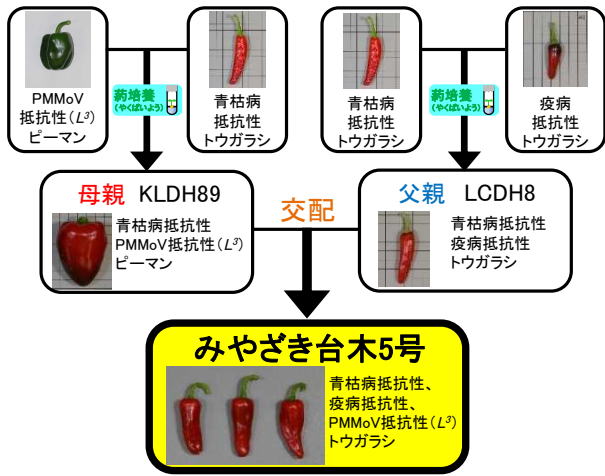 PMMoV
抵抗性(L³)
ピーマン
葯培養
(やくばいよう)
青枯病
抵抗性
トウガラシ
青枯病
抵抗性
トウガラシ
葯培養
(やくばいよう)
疫病
抵抗性
トウガラシ
母親 KLDH89
青枯病抵抗性
PMMoV抵抗性(L³)
ピーマン
交配
父親 LCDH8
青枯病抵抗性
疫病抵抗性
トウガラシ
みやざき台木5号
青枯病抵抗性、
疫病抵抗性、
PMMoV抵抗性(L³)
トウガラシ